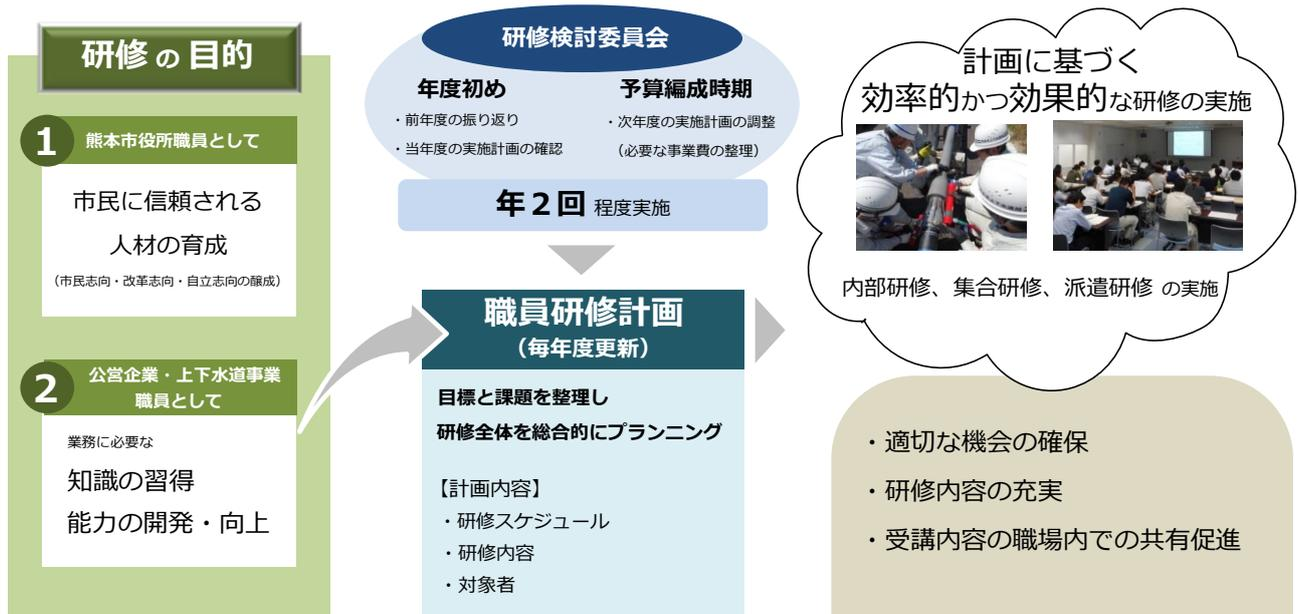 研修の目的
1 熊本市役所職員として
市民に信頼される
人材の育成
（市民志向・改革志向・自立志向の醸成）
2 公営企業・上下水道事業
職員として
業務に必要な
知識の習得
能力の開発・向上
研修検討委員会
年度初め
・前年度の振り返り
・当年度の実施計画の確認
予算編成時期
・次年度の実施計画の調整
（必要な事業費の整理）
年２回 程度実施
職員研修計画
（毎年度更新）
目標と課題を整理し
研修全体を総合的にプランニング
【計画内容】
・研修スケジュール
・研修内容
・対象者
計画に基づく
効率的かつ効果的な研修の実施
内部研修、集合研修、派遣研修 の実施
・適切な機会の確保
・研修内容の充実
・受講内容の職場内での共有促進